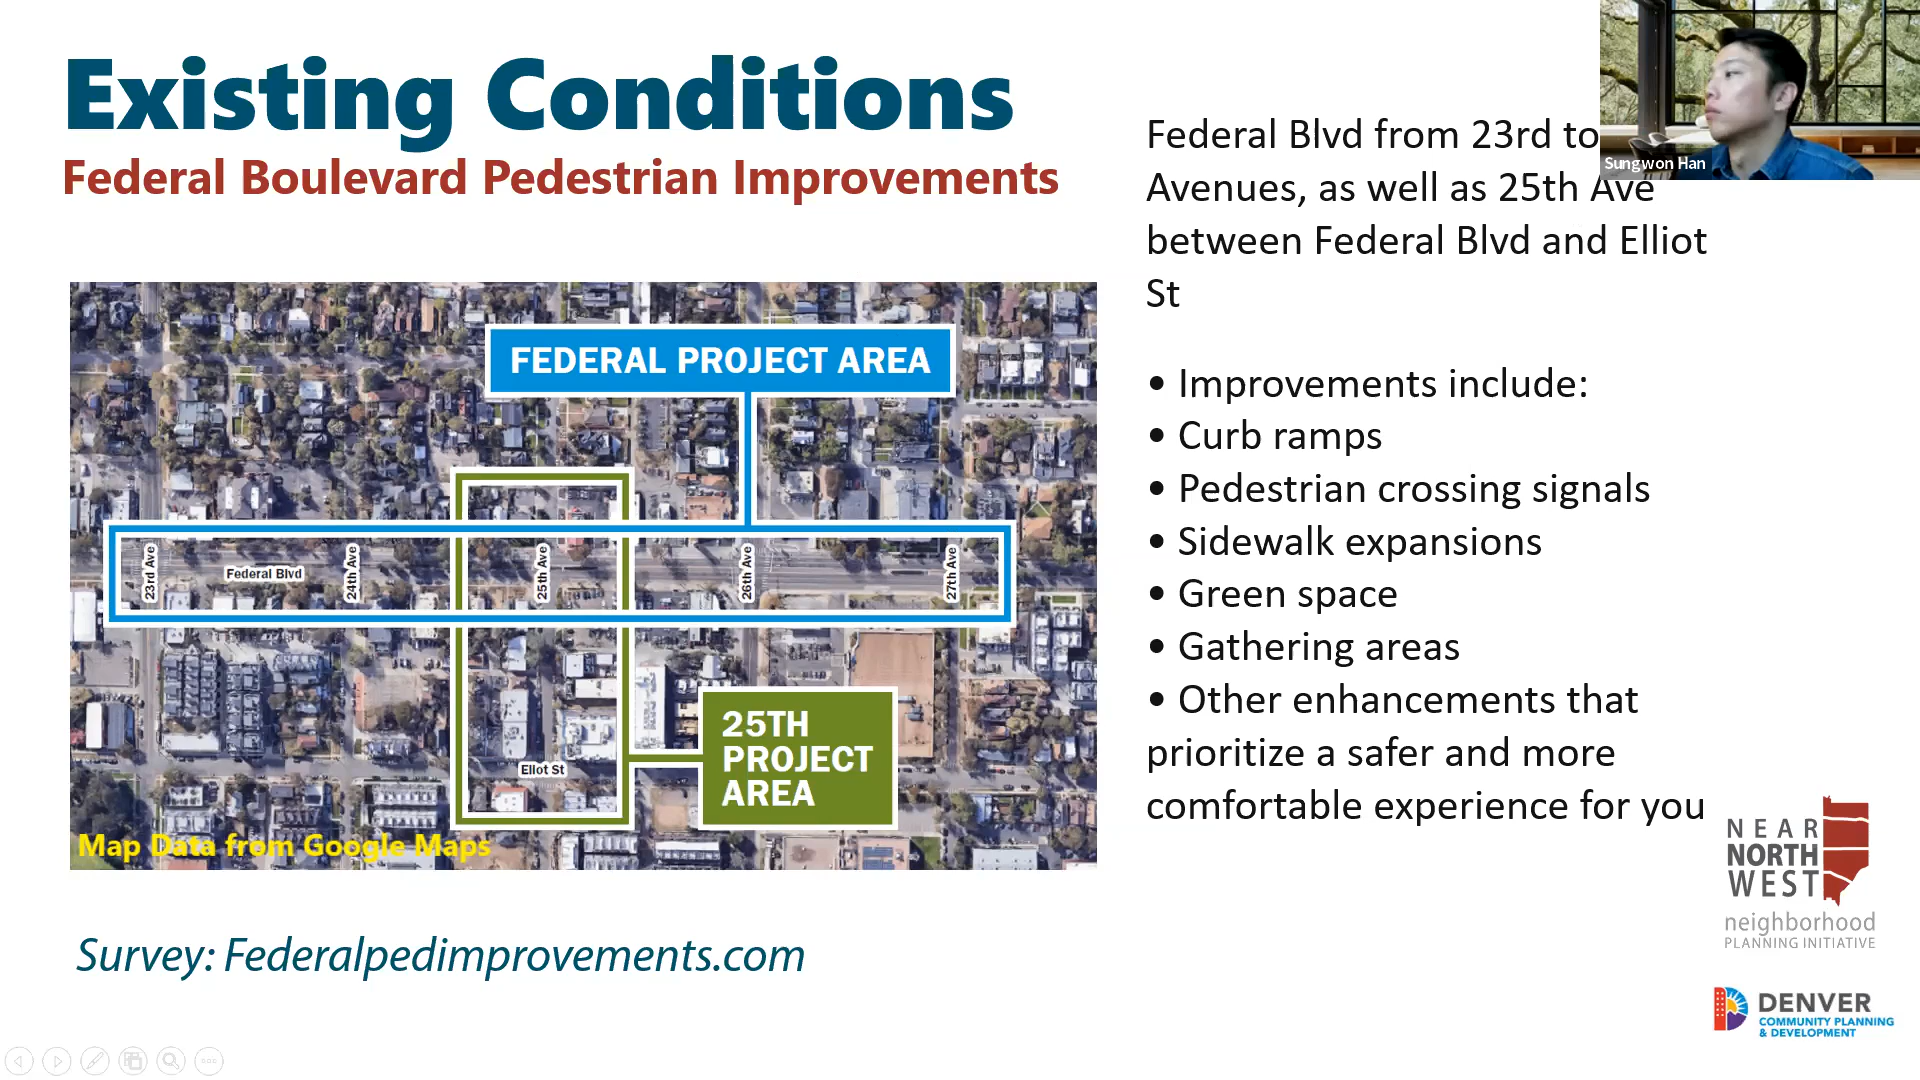 Existing Conditions
Federal Boulevard Pedestrian Improvements
Federal Blvd from 23rd to
Avenues, as well as 25th Ave
between Federal Blvd and Elliot
St
• Improvements include:
• Curb ramps
• Pedestrian crossing signals
• Sidewalk expansions
• Green space
• Gathering areas
• Other enhancements that
prioritize a safer and more
comfortable experience for you
Sungwon Han
FEDERAL PROJECT AREA
23rd Ave
Federal Blvd
24th Ave
25th Ave
26th Ave
27th Ave
Eliot St
25TH
PROJECT
AREA
Map Data from Google Maps
Survey: Federalpedimprovements.com
NEAR
NORTH
WEST
neighborhood
PLANNING INITIATIVE
DENVER
COMMUNITY PLANNING
& DEVELOPMENT